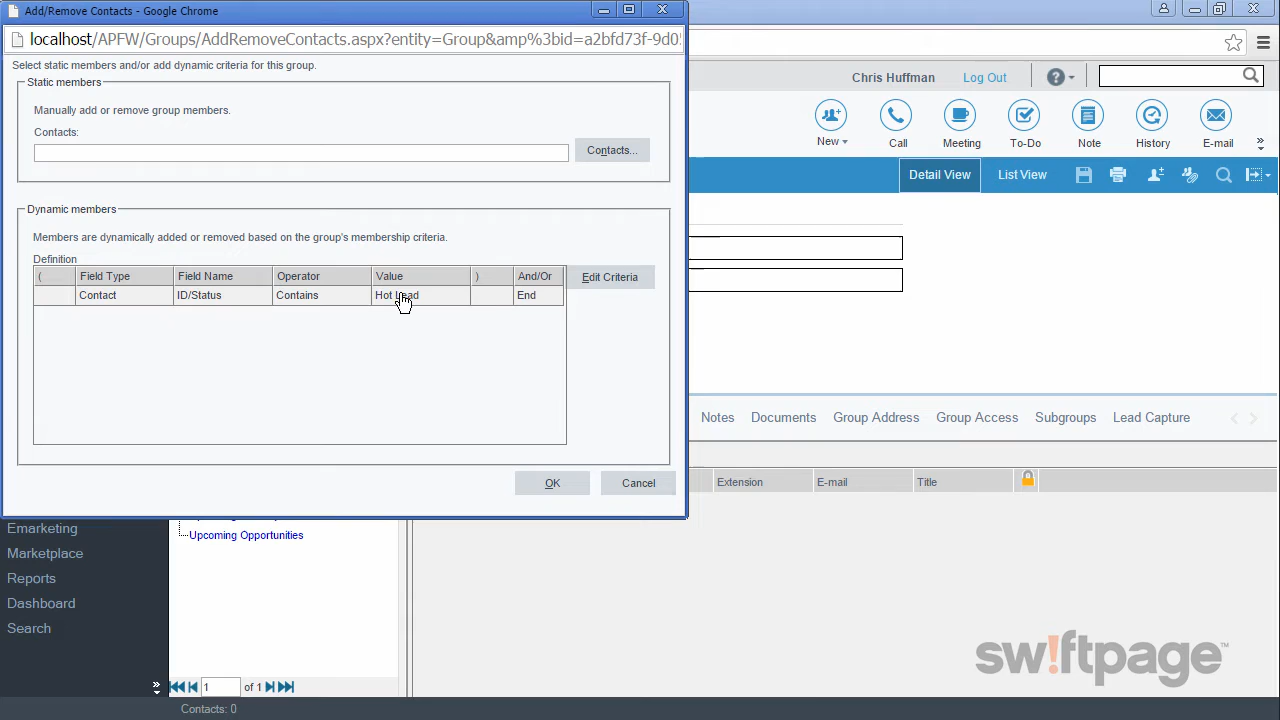 Add/Remove Contacts - Google Chrome
localhost/APFW/Groups/AddRemoveContacts.aspx?entity=Group&amp%3bid=a2bfd73f-9d05
Select static members and/or add dynamic criteria for this group.
Static members
Manually add or remove group members.
Contacts:
Contacts...
Dynamic members
Members are dynamically added or removed based on the group's membership criteria.
Definition
( Field Type Field Name Operator Value ) And/Or
Edit Criteria
Contact ID/Status Contains Hot Lead End
OK Cancel
Chris Huffman Log Out
New Call Meeting To-Do Note History E-mail
Detail View List View
Notes Documents Group Address Group Access Subgroups Lead Capture
Extension E-mail Title
Emarketing
Marketplace
Reports
Dashboard
Search
Upcoming Opportunities
1 of 1
Contacts: 0
sw!ftpage™